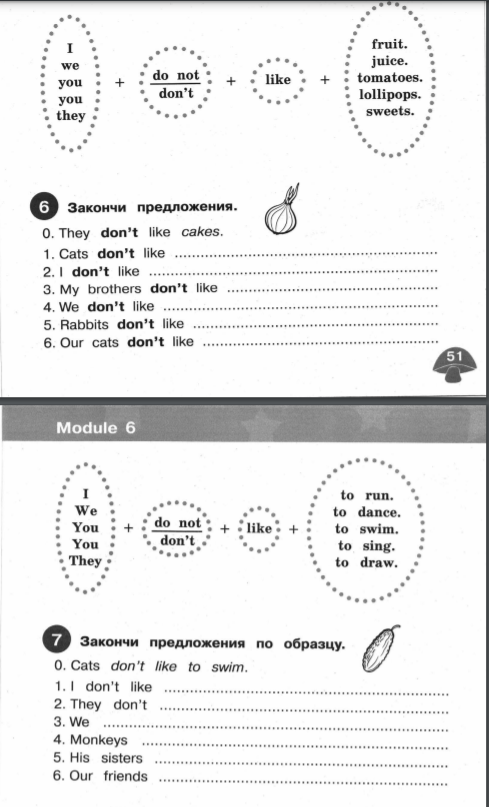 I
we
you
you
they
+
do not
don't
+
like
+
fruit.
juice.
tomatoes.
lollipops.
sweets.
6 Закончи предложения.
0. They don't like cakes.
1. Cats don't like
2. I don't like
3. My brothers don't like
4. We don't like
5. Rabbits don't like
6. Our cats don't like
51
Module 6
I
We
You
You
They
+
do not
don't
+
like
+
to run.
to dance.
to swim.
to sing.
to draw.
7 Закончи предложения по образцу.
0. Cats don't like to swim.
1. I don't like
2. They don't
3. We
4. Monkeys
5. His sisters
6. Our friends